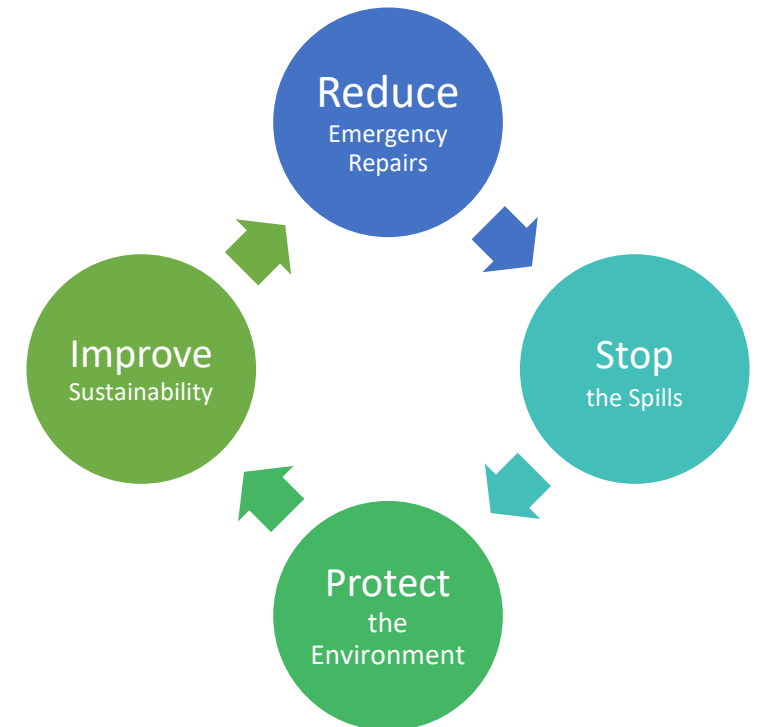 Reduce
Emergency
Repairs
Stop
the Spills
Protect
the
Environment
Improve
Sustainability